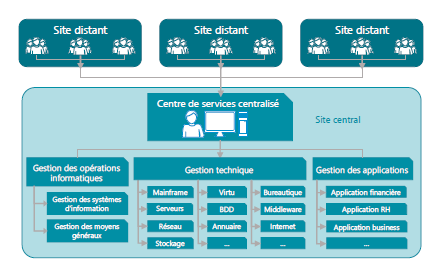 Site distant
Site distant
Site distant
Centre de services centralisé
Site central
Gestion des opérations
informatiques
Gestion des systèmes
d'information
Gestion des moyens
généraux
Gestion technique
Mainframe
Virtu
Bureautique
Serveurs
BDD
Middleware
Réseau
Annuaire
Internet
Stockage
...
...
Gestion des applications
Application financière
Application RH
Application business
...